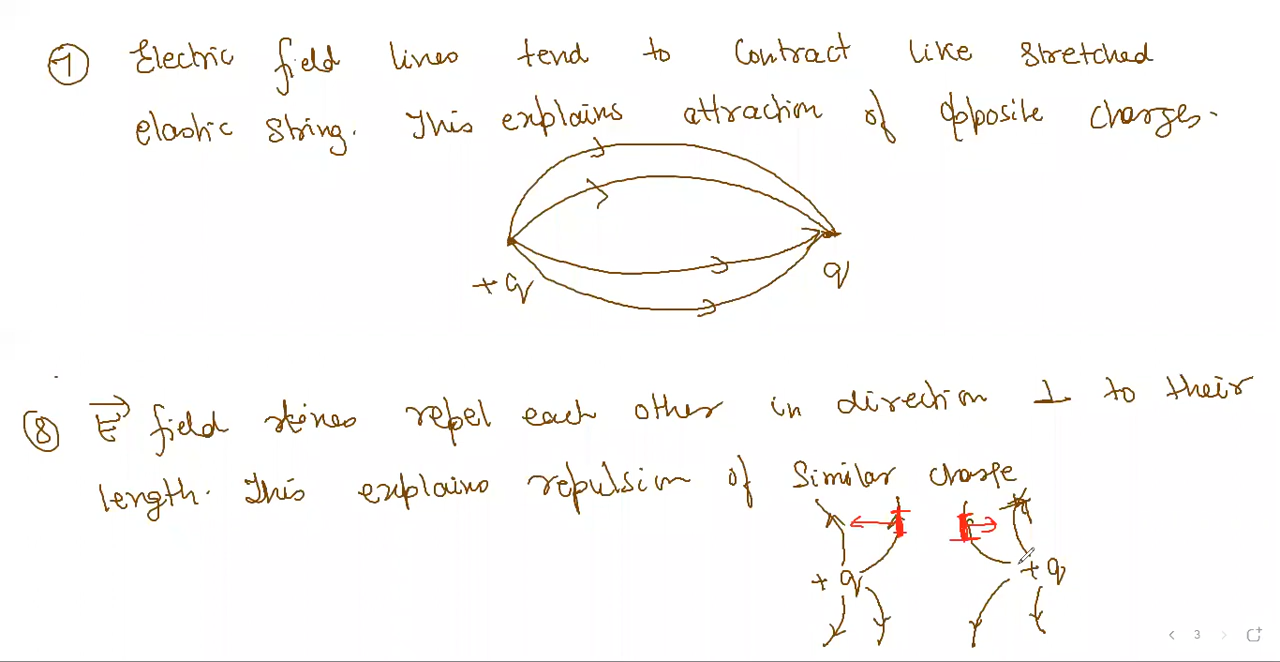 7 Electric field lines tend to contract like stretched
elastic string. This explains attraction of opposite charges.
+q q
8 E field lines repel each other in direction ⊥ to their
length. This explains repulsion of similar charge
+q +q
3